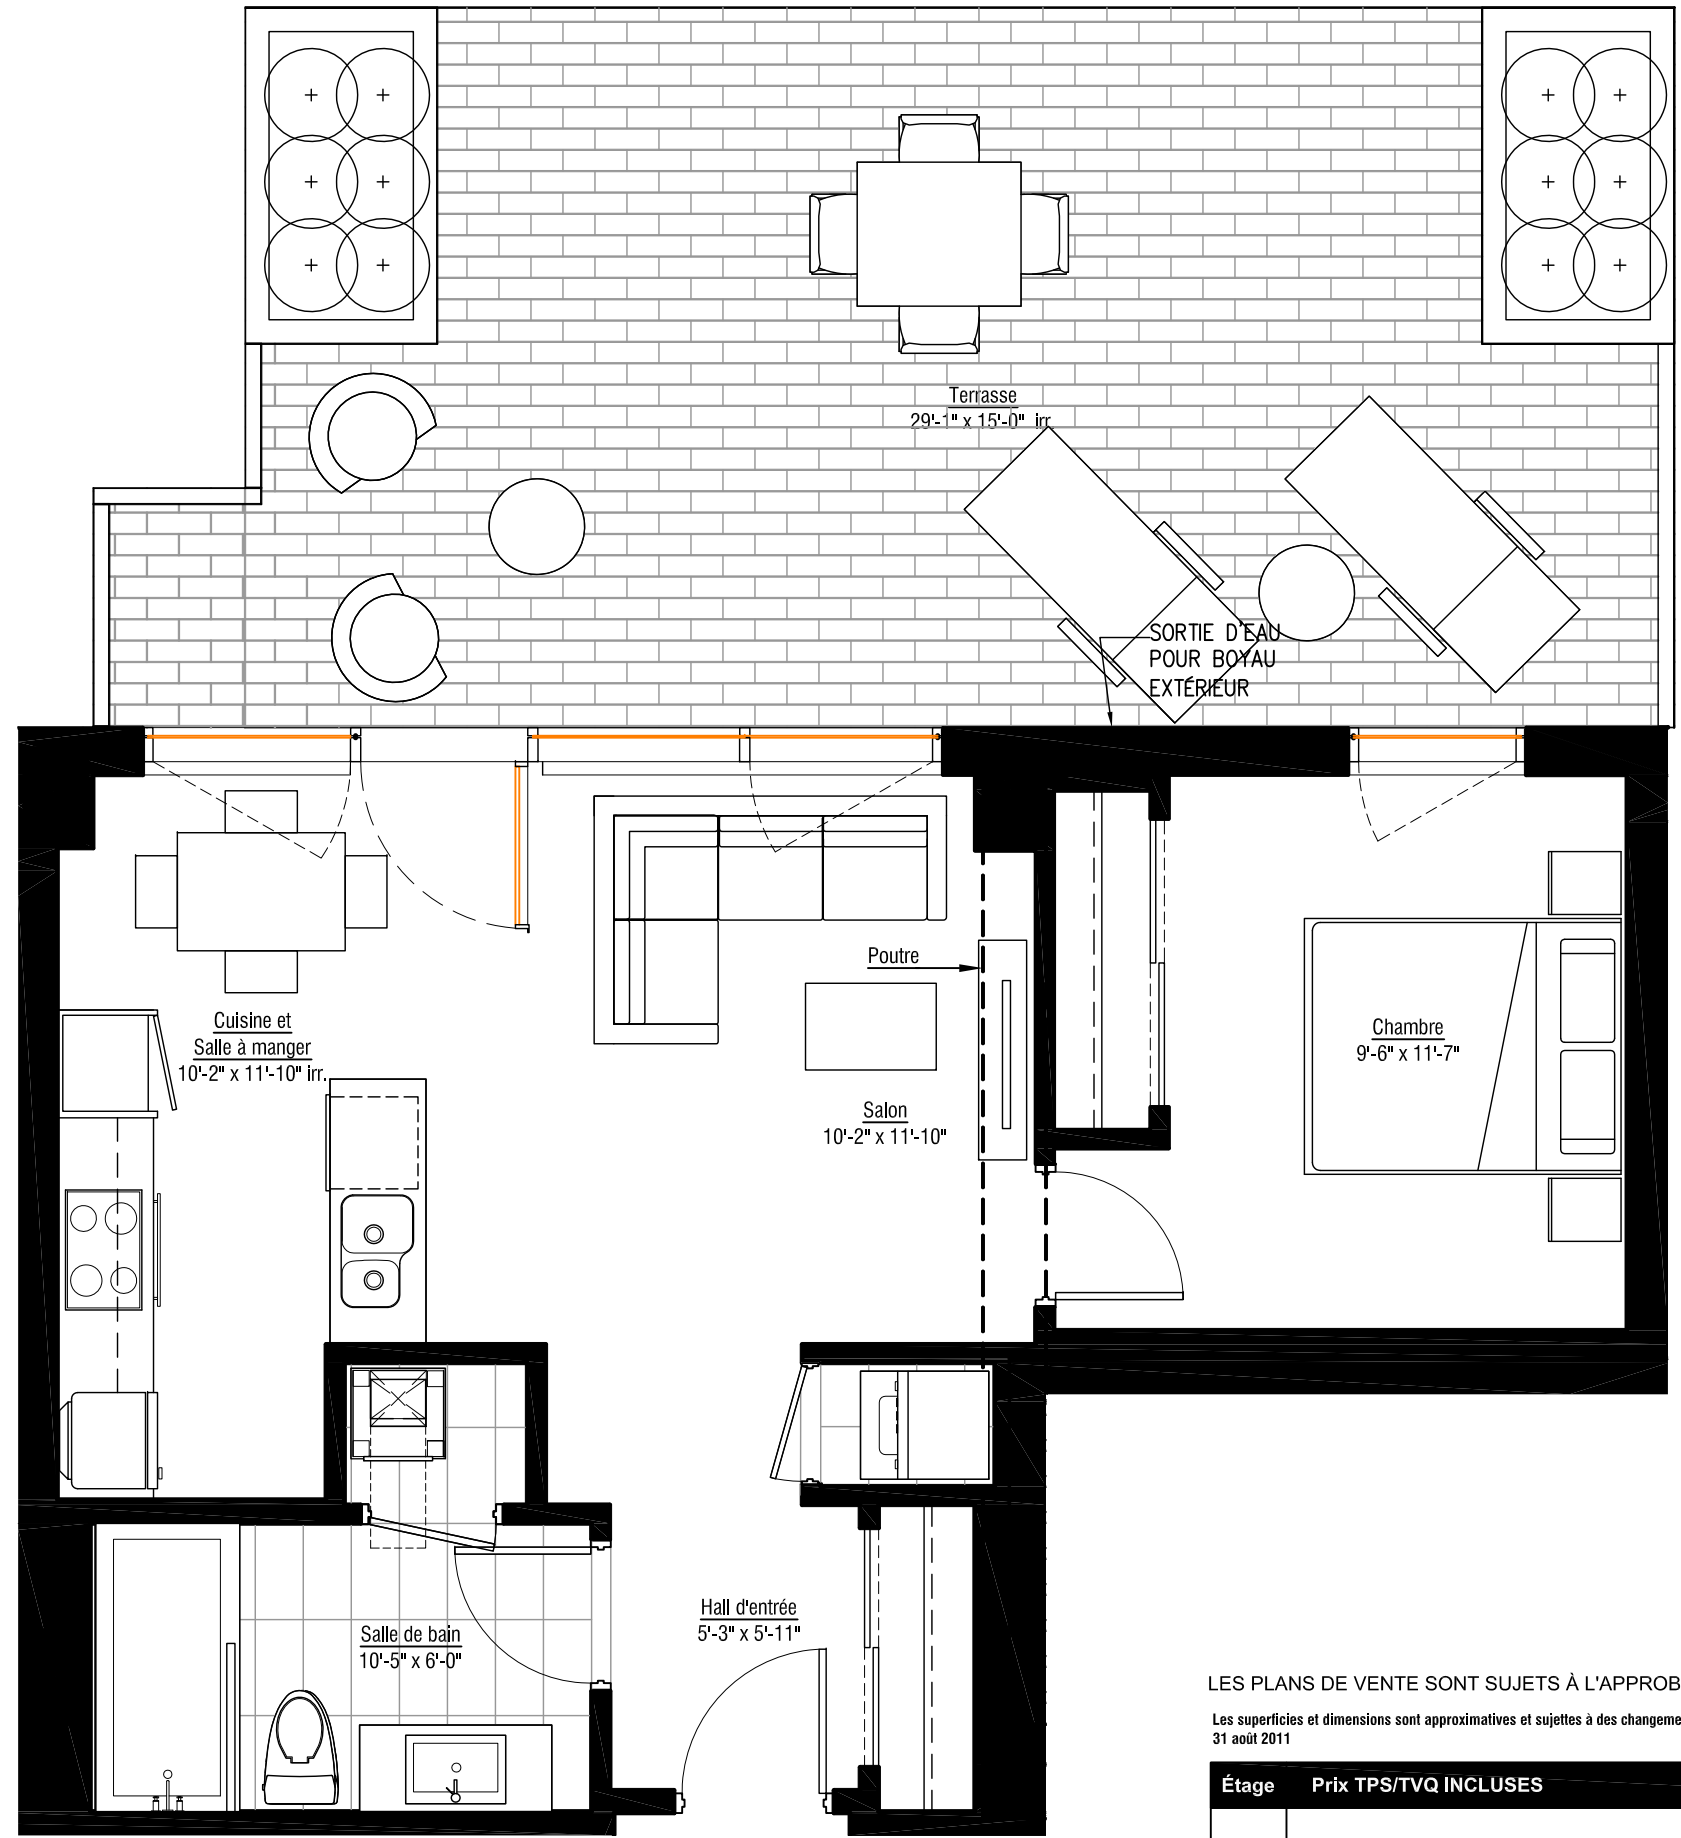 Terrasse
29'-1" x 15'-0" irr.
SORTIE D'EAU
POUR BOYAU
EXTÉRIEUR
Poutre
Cuisine et
Salle à manger
10'-2" x 11'-10" irr.
Chambre
9'-6" x 11'-7"
Salon
10'-2" x 11'-10"
Hall d'entrée
5'-3" x 5'-11"
Salle de bain
10'-5" x 6'-0"
LES PLANS DE VENTE SONT SUJETS À L'APPROB
Les superficies et dimensions sont approximatives et sujettes à des changeme
31 août 2011
Étage Prix TPS/TVQ INCLUSES